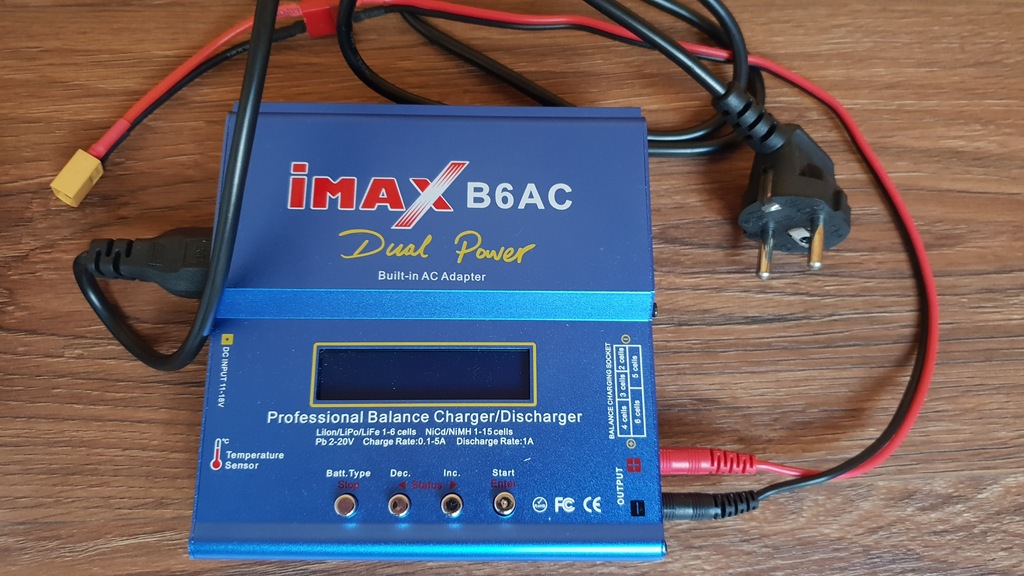 iMAX B6AC
Dual Power
Built-in AC Adapter
DC INPUT 11-18V
BALANCE CHARGING SOCKET
2 cells
3 cells
4 cells
5 cells
6 cells
Professional Balance Charger/Discharger
LiIon/LiPo/LiFe 1-6 cells NiCd/NiMH 1-15 cells
Pb 2-20V Charge Rate:0.1-5A Discharge Rate:1A
°C
Temperature
Sensor
Batt.Type Dec. Inc. Start
Stop ◄ Status ► Enter
OUTPUT
+
-
RoHS FC CE